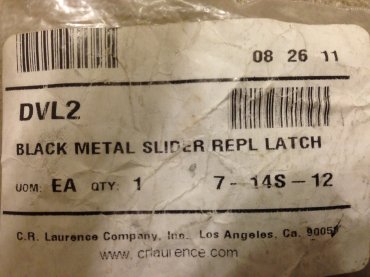 08 26 11
DVL2
BLACK METAL SLIDER REPL LATCH
UOM: EA QTY: 1 7- 14S-12
C.R. Laurence Company, Inc. Los Angeles, Ca. 90058
www.crlaurence.com